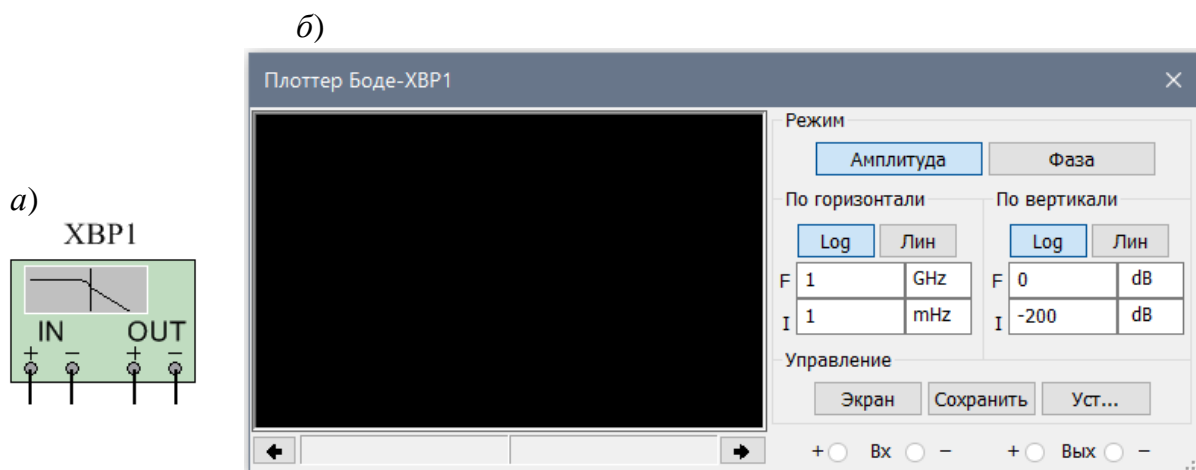 б)
Плоттер Боде-XBP1
Режим
Амплитуда Фаза
а)
XBP1
IN OUT
+ − + −
По горизонтали По вертикали
Log Лин Log Лин
F 1 GHz F 0 dB
I 1 mHz I -200 dB
Управление
Экран Сохранить Уст...
+ Вх − + Вых −